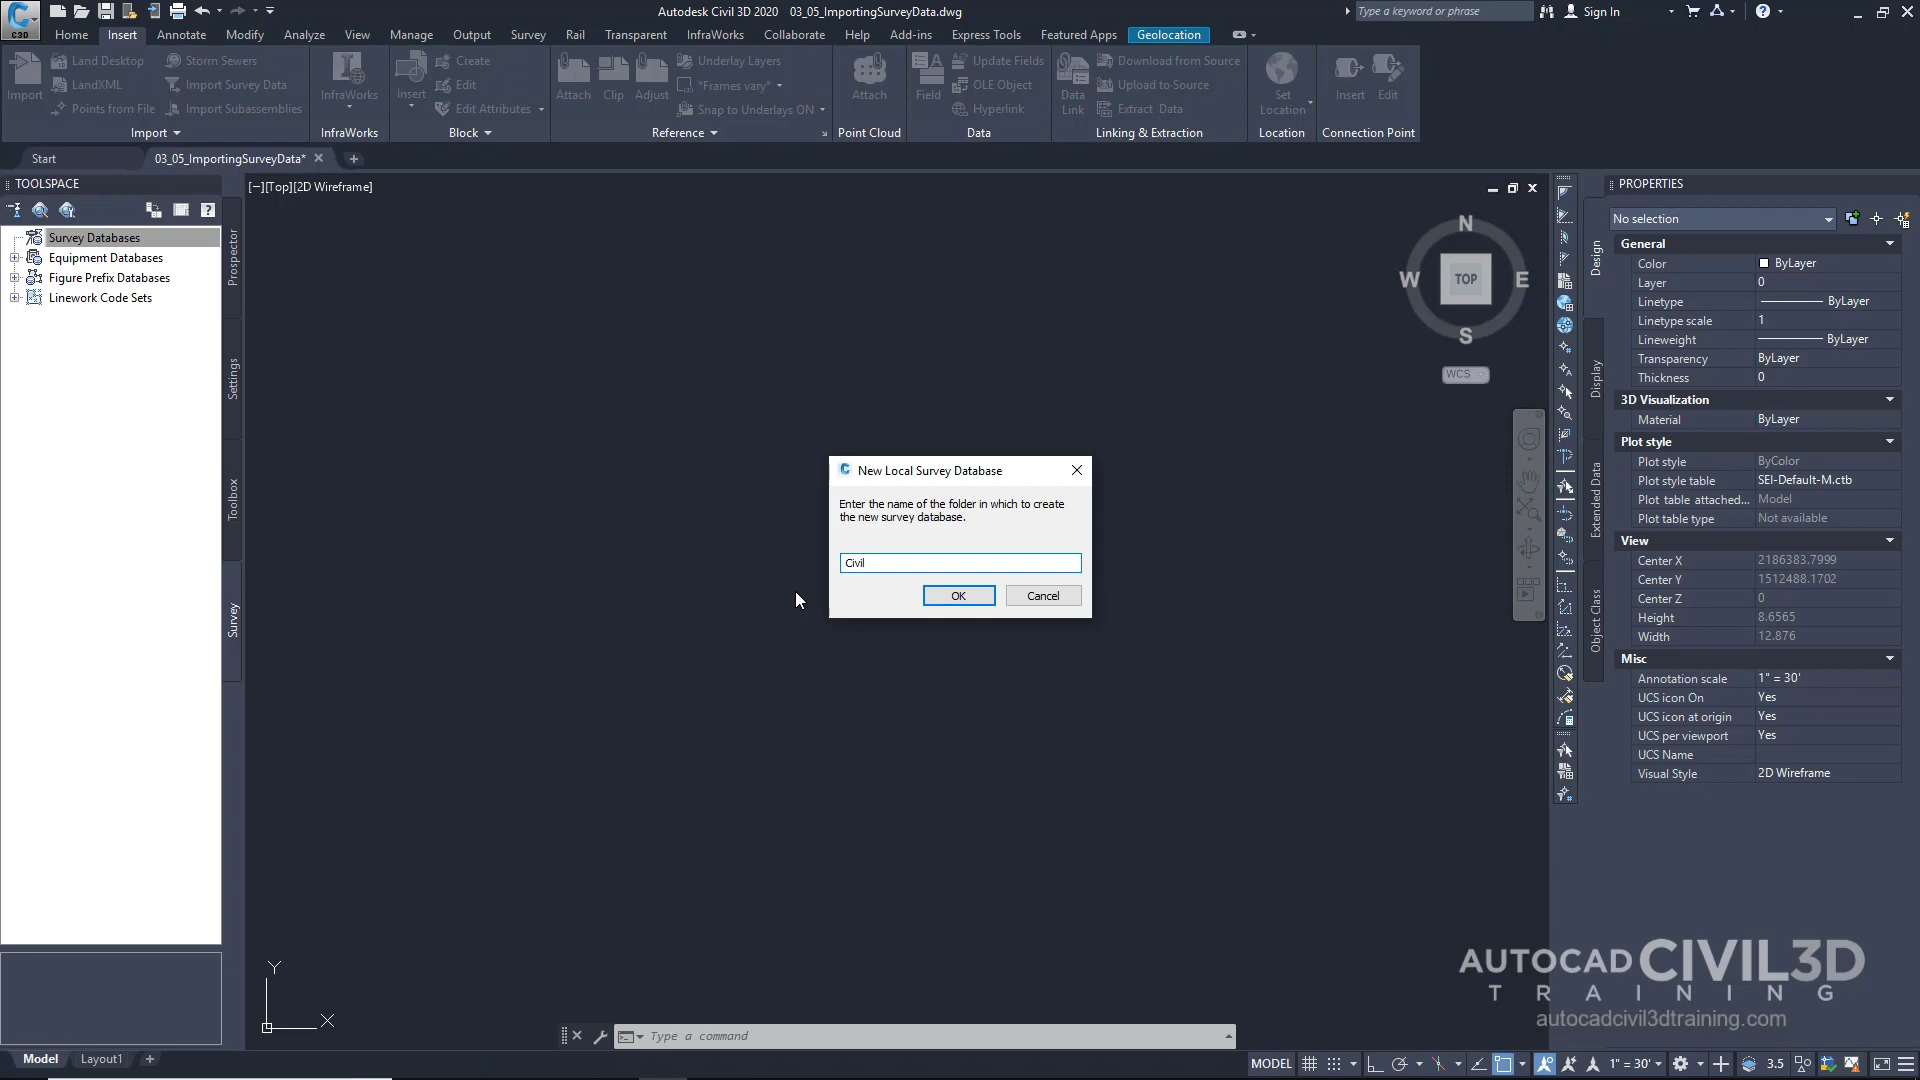 C3D
Autodesk Civil 3D 2020 03_05_ImportingSurveyData.dwg
Type a keyword or phrase
Sign In
Home Insert Annotate Modify Analyze View Manage Output Survey Rail Transparent InfraWorks Collaborate Help Add-ins Express Tools Featured Apps Geolocation
Import
Land Desktop
LandXML
Points from File
Storm Sewers
Import Survey Data
Import Subassemblies
Import
InfraWorks
InfraWorks
Insert
Create
Edit
Edit Attributes
Block
Attach Clip Adjust
Underlay Layers
*Frames vary*
Snap to Underlays ON
Reference
Attach
Point Cloud
Field
Update Fields
OLE Object
Hyperlink
Data
Data Link
Download from Source
Upload to Source
Extract Data
Linking & Extraction
Set Location
Location
Insert Edit
Connection Point
Start
03_05_ImportingSurveyData*
TOOLSPACE
Survey Databases
Equipment Databases
Figure Prefix Databases
Linework Code Sets
Prospector
Settings
Toolbox
Survey
[−][Top][2D Wireframe]
N
W TOP E
S
WCS
New Local Survey Database
Enter the name of the folder in which to create
the new survey database.
Civil
OK Cancel
Y
X
Type a command
PROPERTIES
No selection
Design
Display
Extended Data
Object Class
General
Color ByLayer
Layer 0
Linetype ByLayer
Linetype scale 1
Lineweight ByLayer
Transparency ByLayer
Thickness 0
3D Visualization
Material ByLayer
Plot style
Plot style ByColor
Plot style table SEI-Default-M.ctb
Plot table attached... Model
Plot table type Not available
View
Center X 2186383.7999
Center Y 1512488.1702
Center Z 0
Height 8.6565
Width 12.876
Misc
Annotation scale 1" = 30'
UCS icon On Yes
UCS icon at origin Yes
UCS per viewport Yes
UCS Name
Visual Style 2D Wireframe
AUTOCAD CIVIL3D
TRAINING
autocadcivil3dtraining.com
Model Layout1
MODEL 1" = 30' 3.5